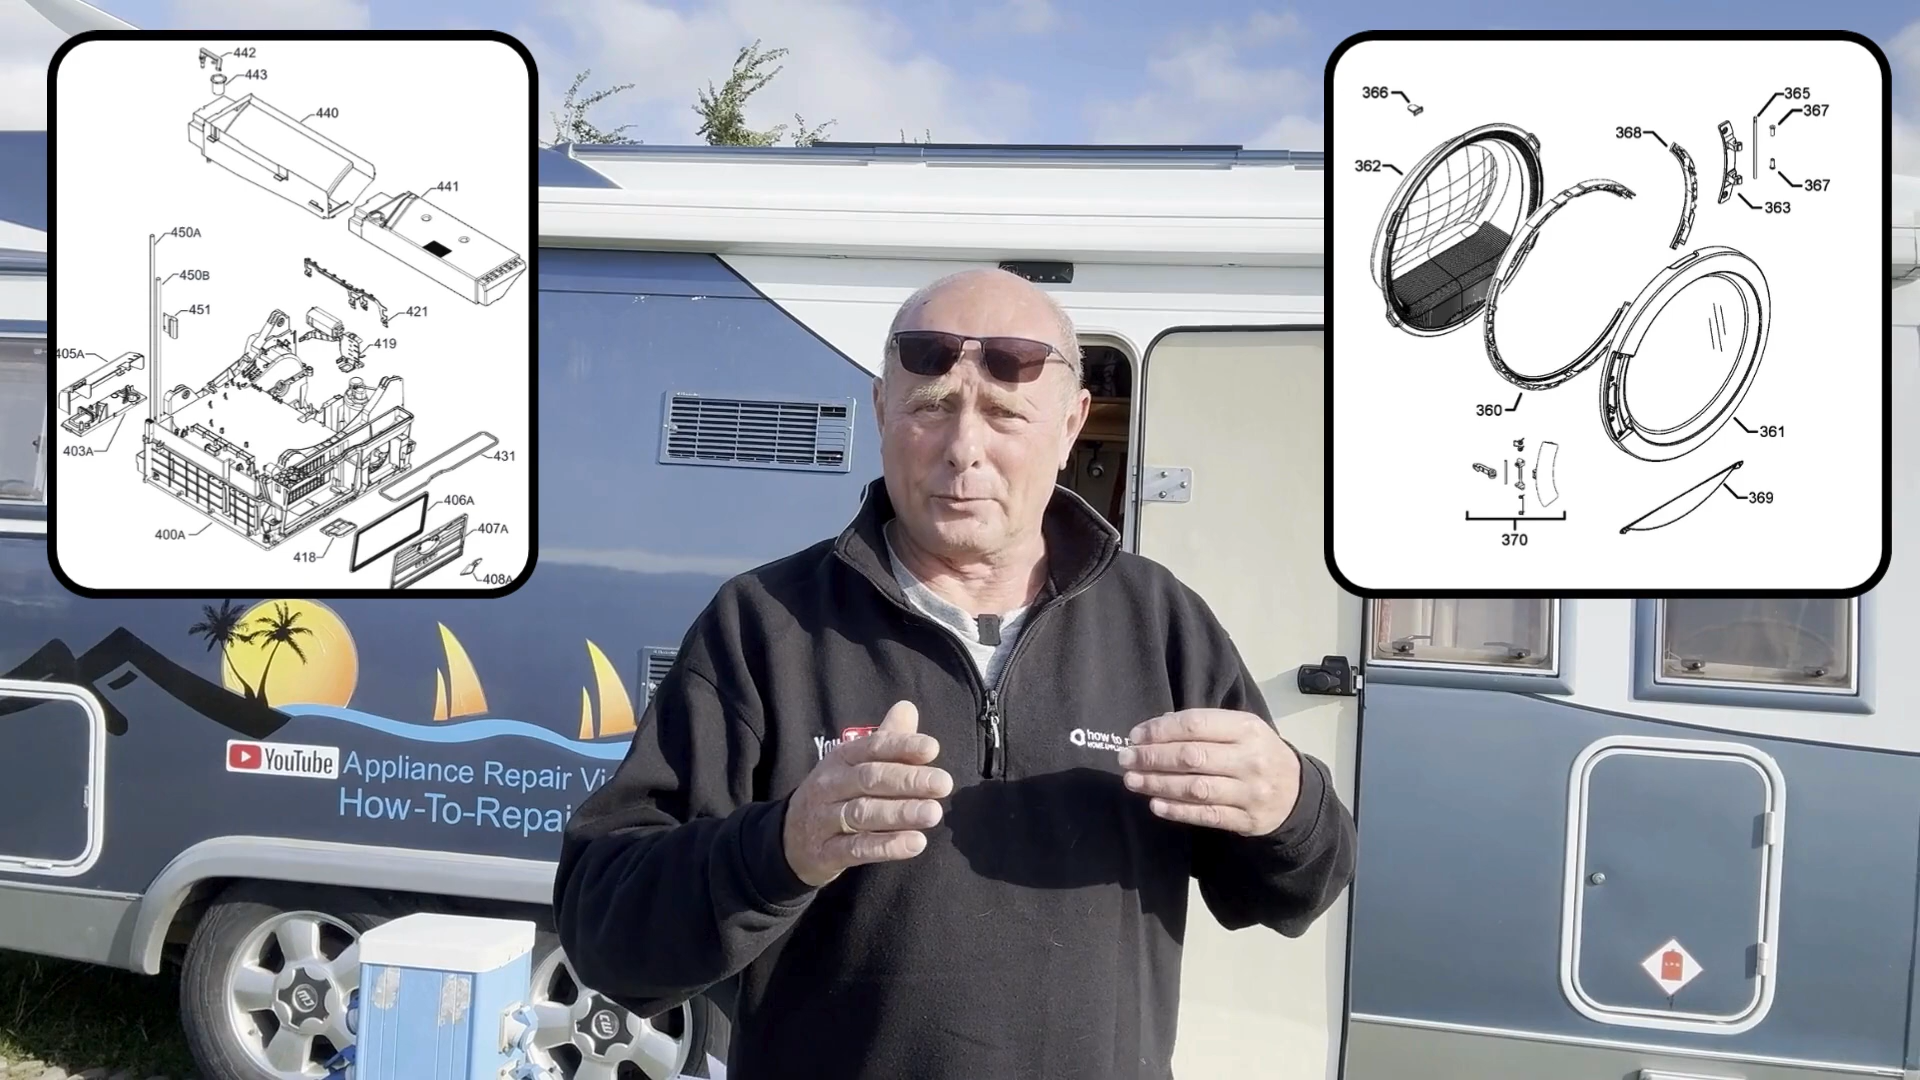 442
443
440
441
450A
450B
451
421
419
405A
403A
431
406A
407A
400A
418
408A
366
365
367
368
362
367
363
360
361
369
370
YouTube
Appliance Repair
How-To-Repai
how to
HOME